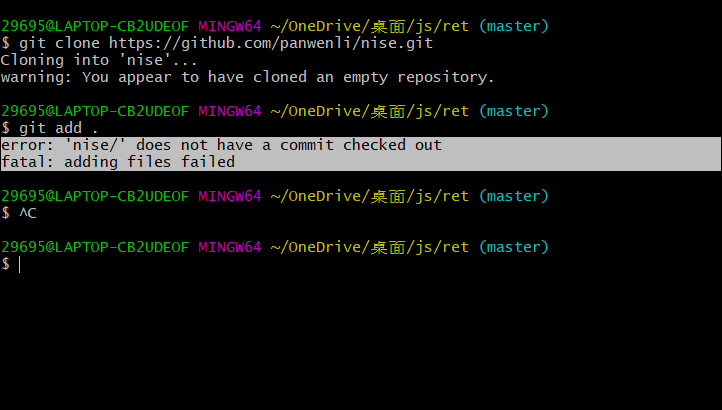 29695@LAPTOP-CB2UDEOF MINGW64 ~/OneDrive/桌面/js/ret (master)
$ git clone https://github.com/panwenli/nise.git
Cloning into 'nise'...
warning: You appear to have cloned an empty repository.
29695@LAPTOP-CB2UDEOF MINGW64 ~/OneDrive/桌面/js/ret (master)
$ git add .
error: 'nise/' does not have a commit checked out
fatal: adding files failed
29695@LAPTOP-CB2UDEOF MINGW64 ~/OneDrive/桌面/js/ret (master)
$ ^C
29695@LAPTOP-CB2UDEOF MINGW64 ~/OneDrive/桌面/js/ret (master)
$